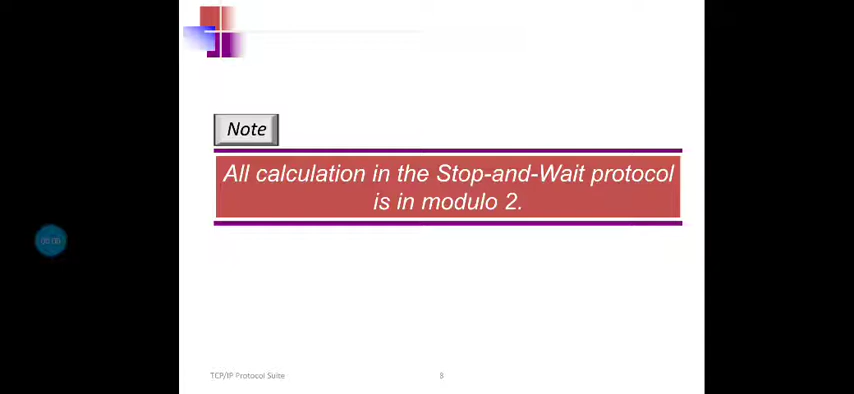 Note
All calculation in the Stop-and-Wait protocol
is in modulo 2.
TCP/IP Protocol Suite
8